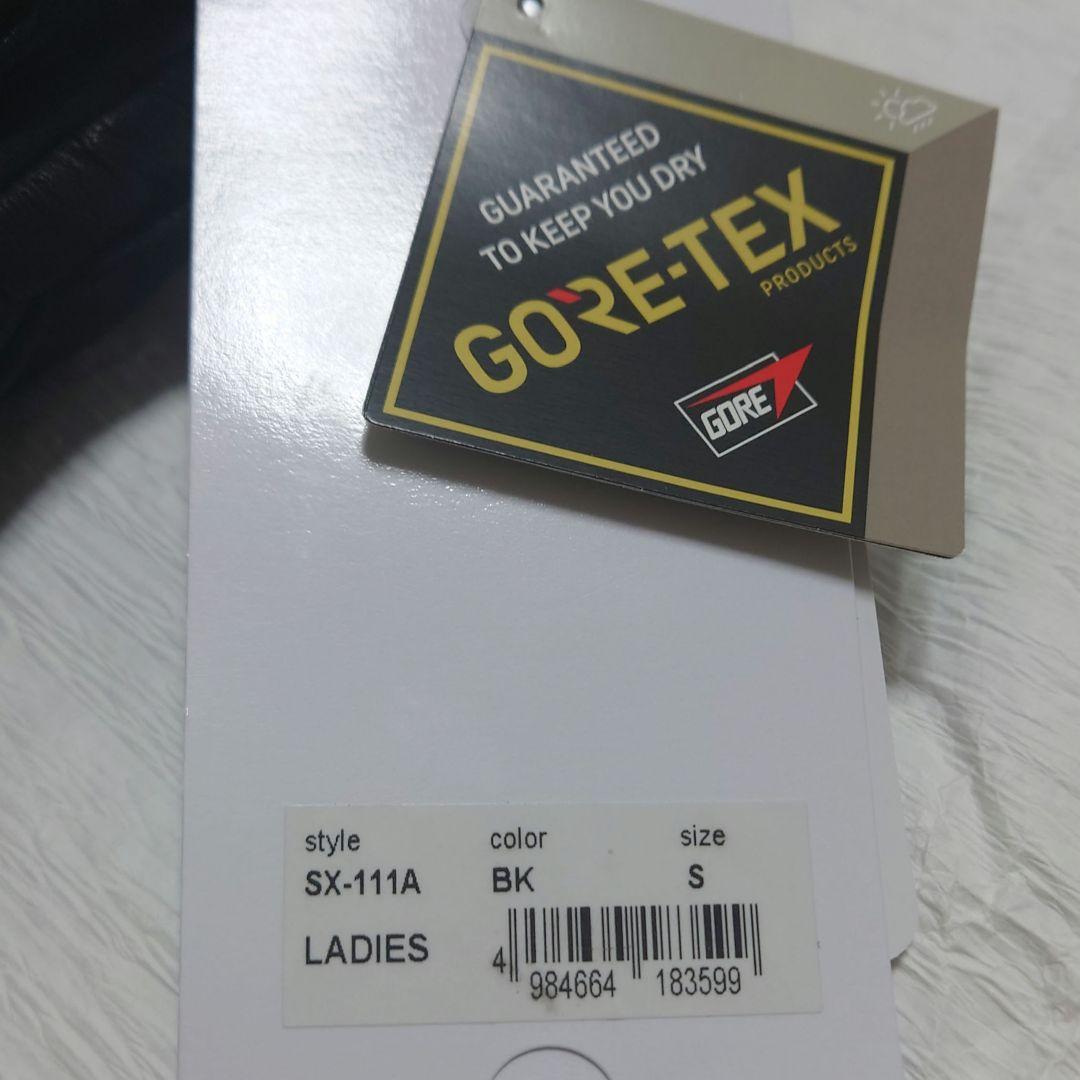 GUARANTEED
TO KEEP YOU DRY
GORE-TEX
PRODUCTS
GORE
style color size
SX-111A BK S
LADIES
4 984664 183599